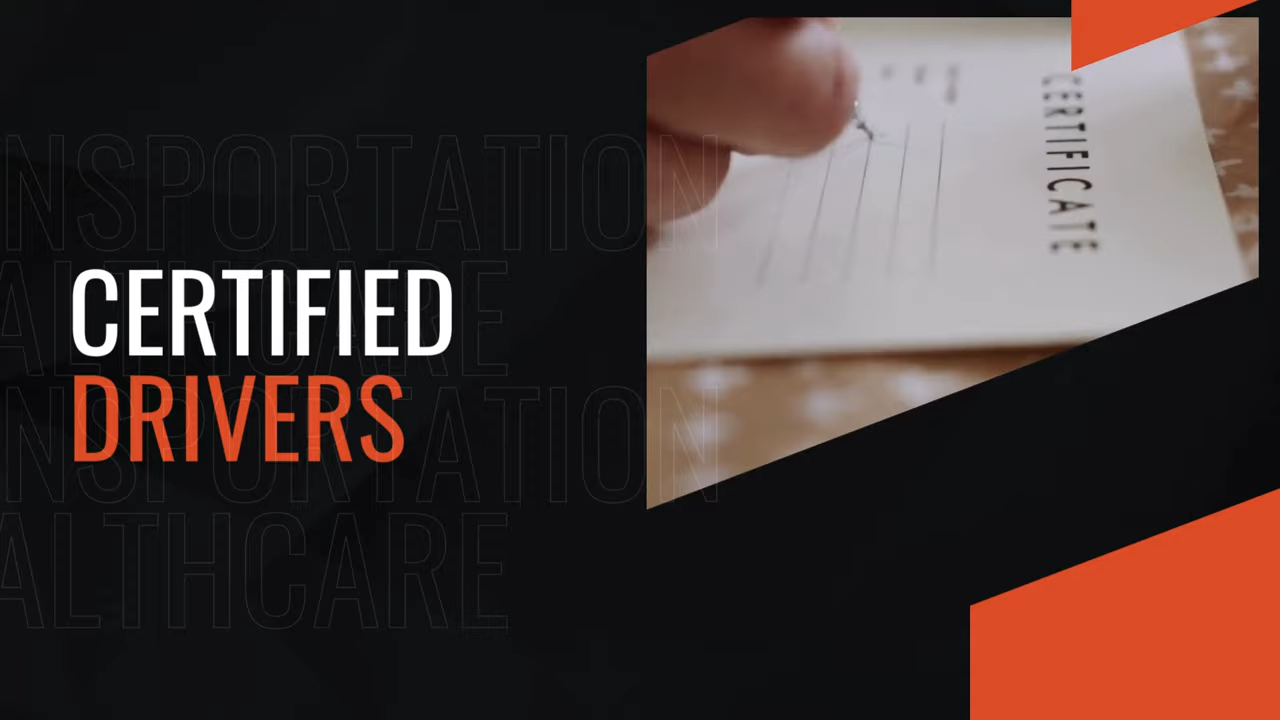 NSPORTATION
ALTHCARE
CERTIFIED
DRIVERS
NSPORTATION
ALTHCARE
CERTIFICATE